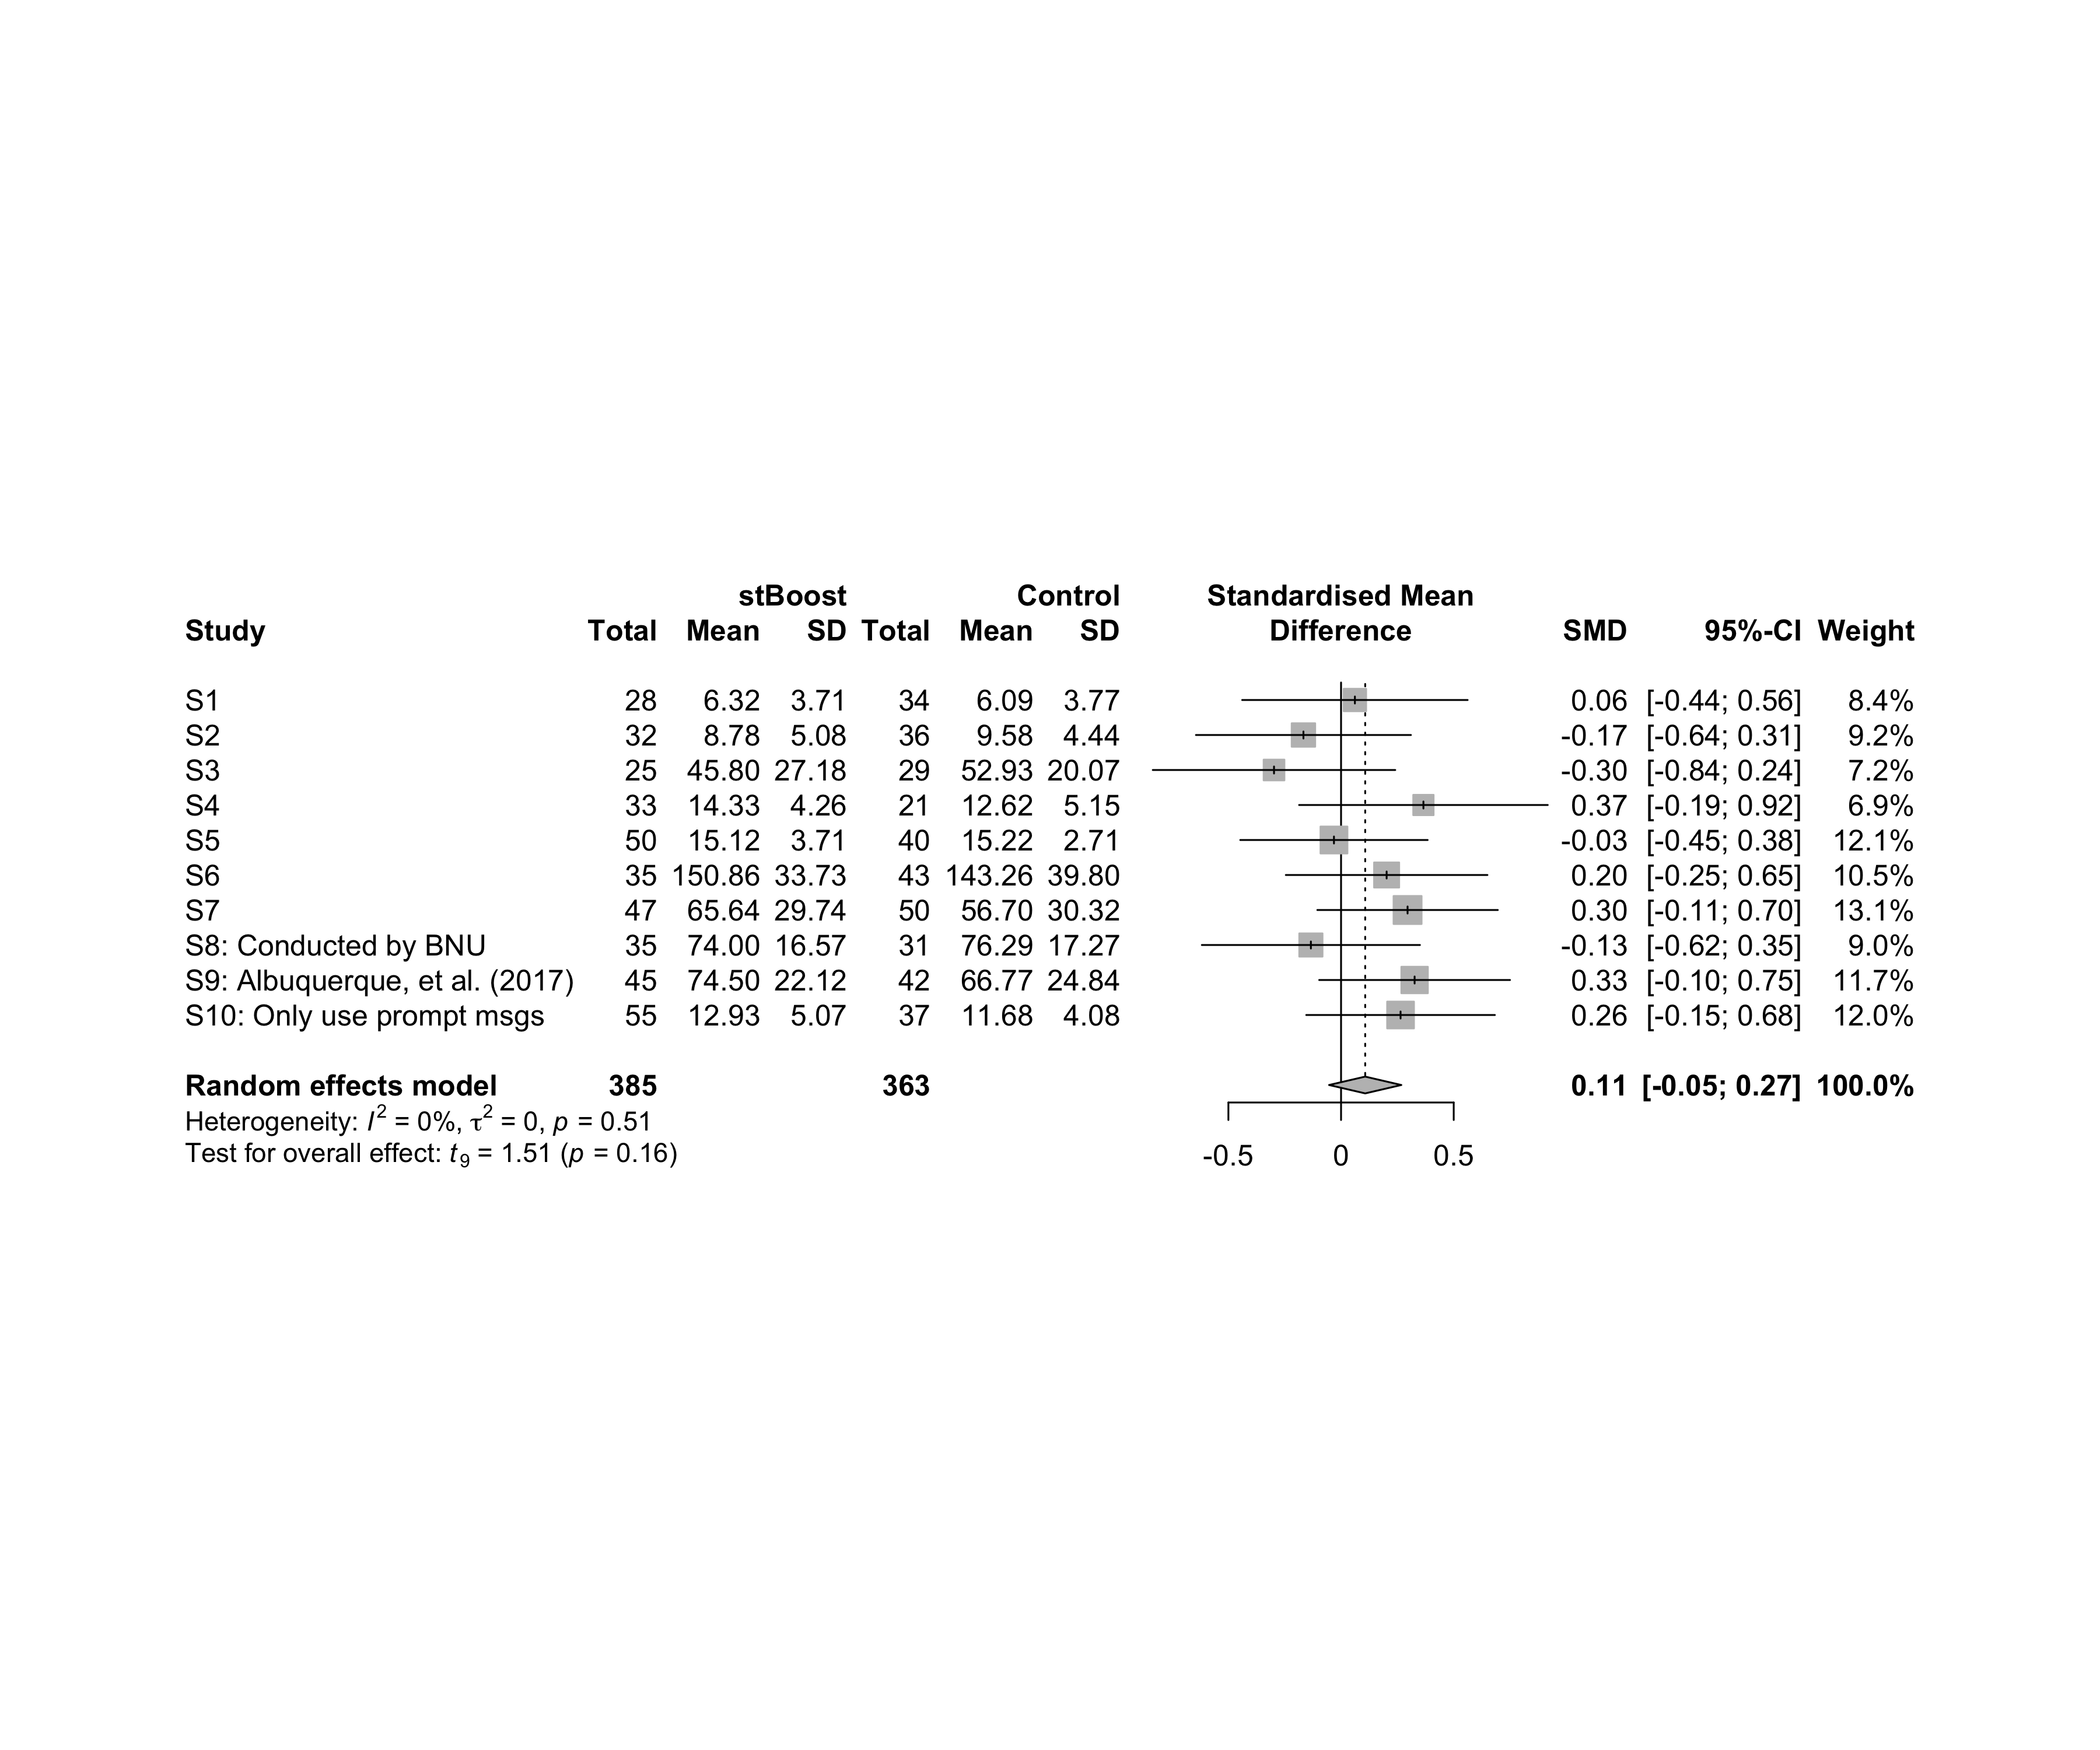 stBoost Control Standardised Mean
Study Total Mean SD Total Mean SD Difference SMD 95%-CI Weight
S1 28 6.32 3.71 34 6.09 3.77 0.06 [-0.44; 0.56] 8.4%
S2 32 8.78 5.08 36 9.58 4.44 -0.17 [-0.64; 0.31] 9.2%
S3 25 45.80 27.18 29 52.93 20.07 -0.30 [-0.84; 0.24] 7.2%
S4 33 14.33 4.26 21 12.62 5.15 0.37 [-0.19; 0.92] 6.9%
S5 50 15.12 3.71 40 15.22 2.71 -0.03 [-0.45; 0.38] 12.1%
S6 35 150.86 33.73 43 143.26 39.80 0.20 [-0.25; 0.65] 10.5%
S7 47 65.64 29.74 50 56.70 30.32 0.30 [-0.11; 0.70] 13.1%
S8: Conducted by BNU 35 74.00 16.57 31 76.29 17.27 -0.13 [-0.62; 0.35] 9.0%
S9: Albuquerque, et al. (2017) 45 74.50 22.12 42 66.77 24.84 0.33 [-0.10; 0.75] 11.7%
S10: Only use prompt msgs 55 12.93 5.07 37 11.68 4.08 0.26 [-0.15; 0.68] 12.0%
Random effects model 385 363 0.11 [-0.05; 0.27] 100.0%
Heterogeneity: I² = 0%, τ² = 0, p = 0.51
Test for overall effect: t₉ = 1.51 (p = 0.16)
-0.5 0 0.5